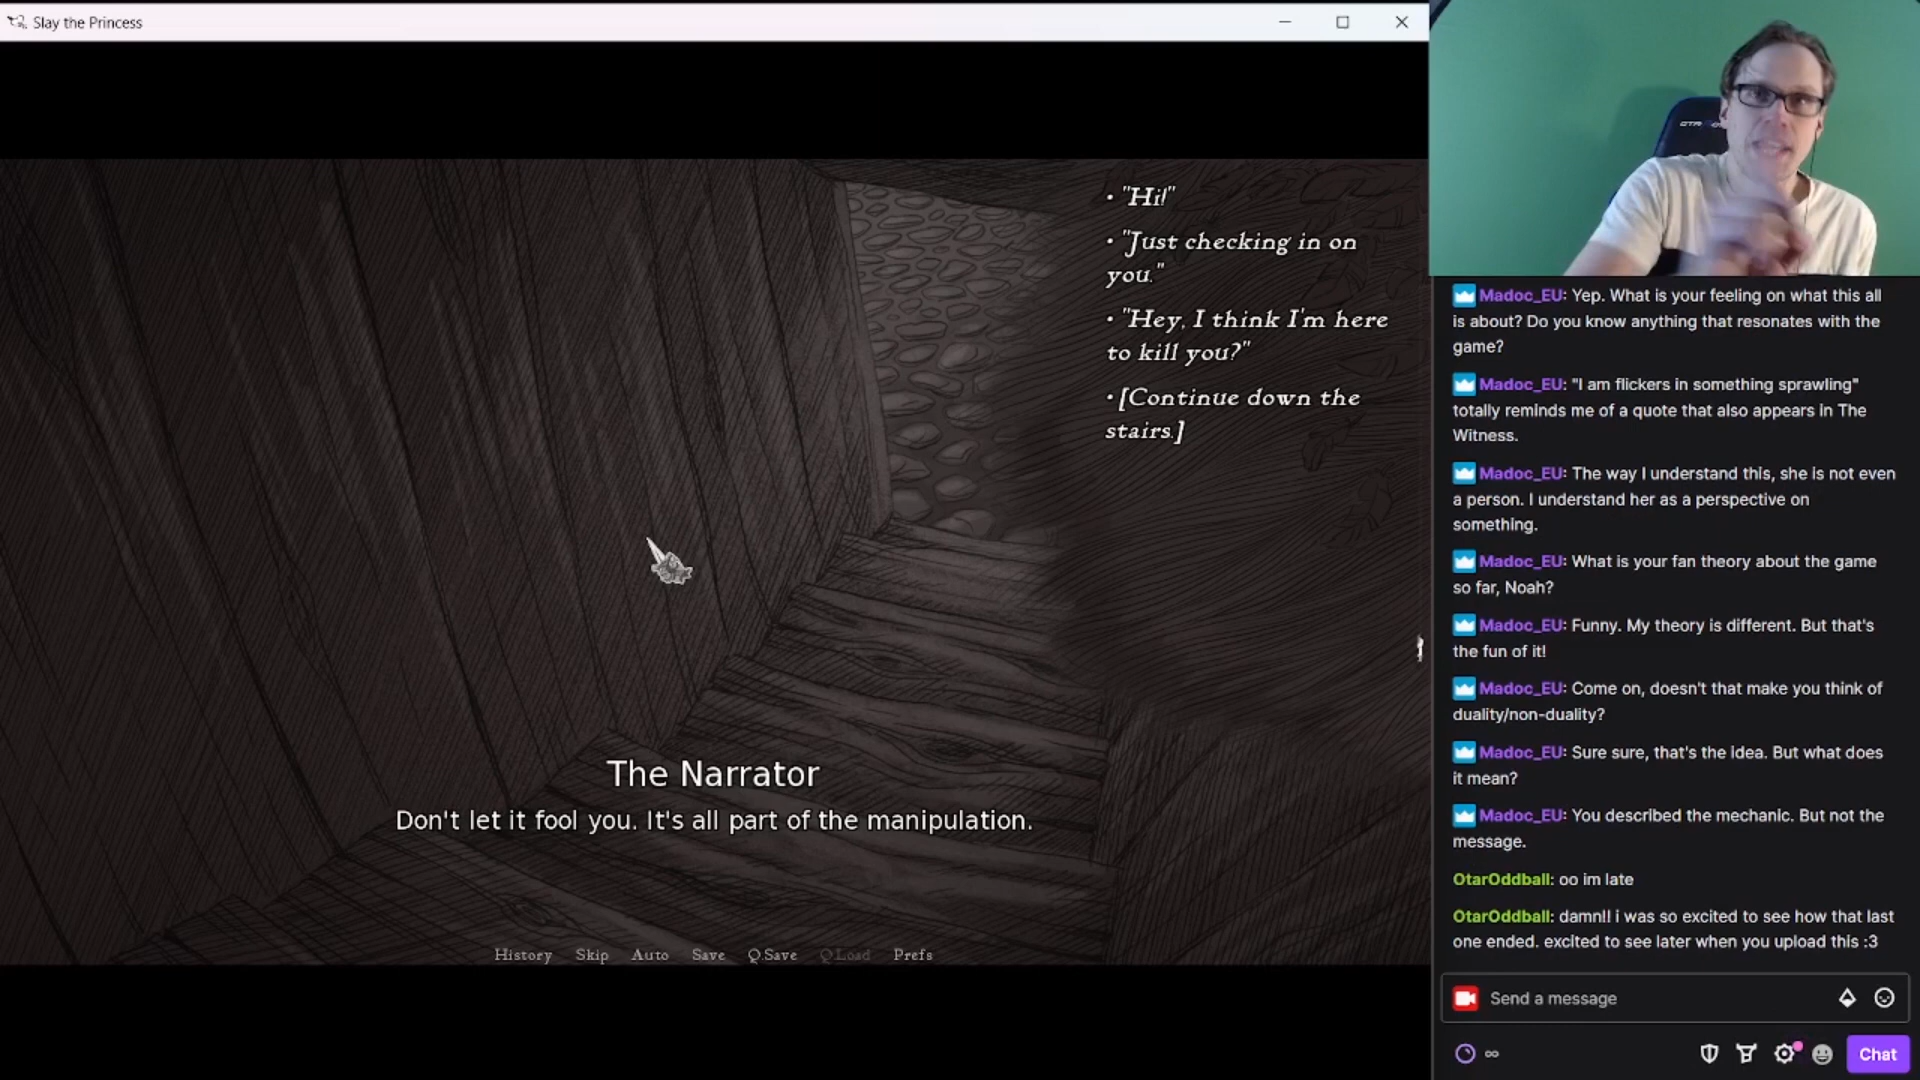 Slay the Princess
• "Hi!"
• "Just checking in on
you."
• "Hey, I think I'm here
to kill you?"
• [Continue down the
stairs.]
The Narrator
Don't let it fool you. It's all part of the manipulation.
History Skip Auto Save Q.Save Q.Load Prefs
Madoc_EU: Yep. What is your feeling on what this all
is about? Do you know anything that resonates with the
game?
Madoc_EU: "I am flickers in something sprawling"
totally reminds me of a quote that also appears in The
Witness.
Madoc_EU: The way I understand this, she is not even
a person. I understand her as a perspective on
something.
Madoc_EU: What is your fan theory about the game
so far, Noah?
Madoc_EU: Funny. My theory is different. But that's
the fun of it!
Madoc_EU: Come on, doesn't that make you think of
duality/non-duality?
Madoc_EU: Sure sure, that's the idea. But what does
it mean?
Madoc_EU: You described the mechanic. But not the
message.
OtarOddball: oo im late
OtarOddball: damn!! i was so excited to see how that last
one ended. excited to see later when you upload this :3
Send a message
∞
Chat